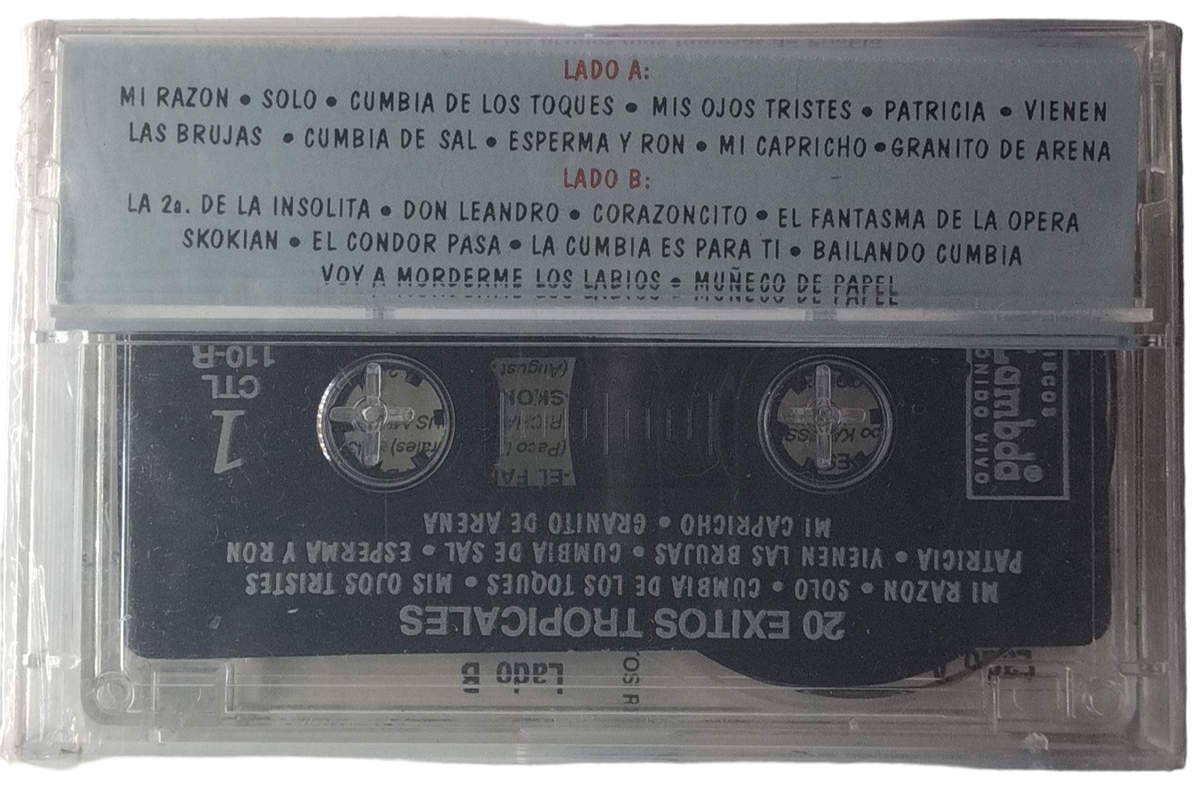 LADO A:
MI RAZON • SOLO • CUMBIA DE LOS TOQUES • MIS OJOS TRISTES • PATRICIA • VIENEN
LAS BRUJAS • CUMBIA DE SAL • ESPERMA Y RON • MI CAPRICHO • GRANITO DE ARENA
LADO B:
LA 2a. DE LA INSOLITA • DON LEANDRO • CORAZONCITO • EL FANTASMA DE LA OPERA
SKOKIAN • EL CONDOR PASA • LA CUMBIA ES PARA TI • BAILANDO CUMBIA
VOY A MORDERME LOS LABIOS • MUÑECO DE PAPEL
20 EXITOS TROPICALES
MI RAZON • SOLO • CUMBIA DE LOS TOQUES • MIS OJOS TRISTES
PATRICIA • VIENEN LAS BRUJAS • CUMBIA DE SAL • ESPERMA Y RON
MI CAPRICHO • GRANITO DE ARENA
1
CTL
110-R
Lado B